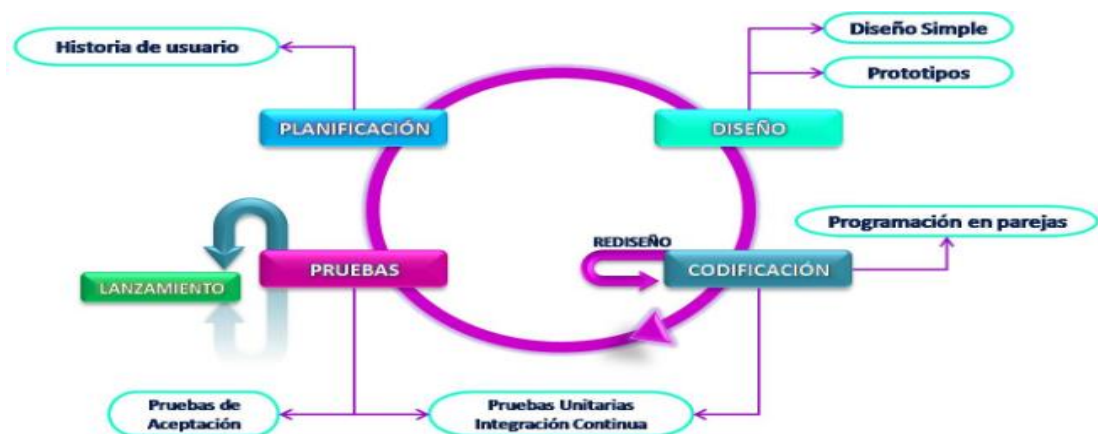 Historia de usuario
Diseño Simple
Prototipos
PLANIFICACIÓN
DISEÑO
Programación en parejas
REDISEÑO
PRUEBAS
CODIFICACIÓN
LANZAMIENTO
Pruebas de
Aceptación
Pruebas Unitarias
Integración Continua